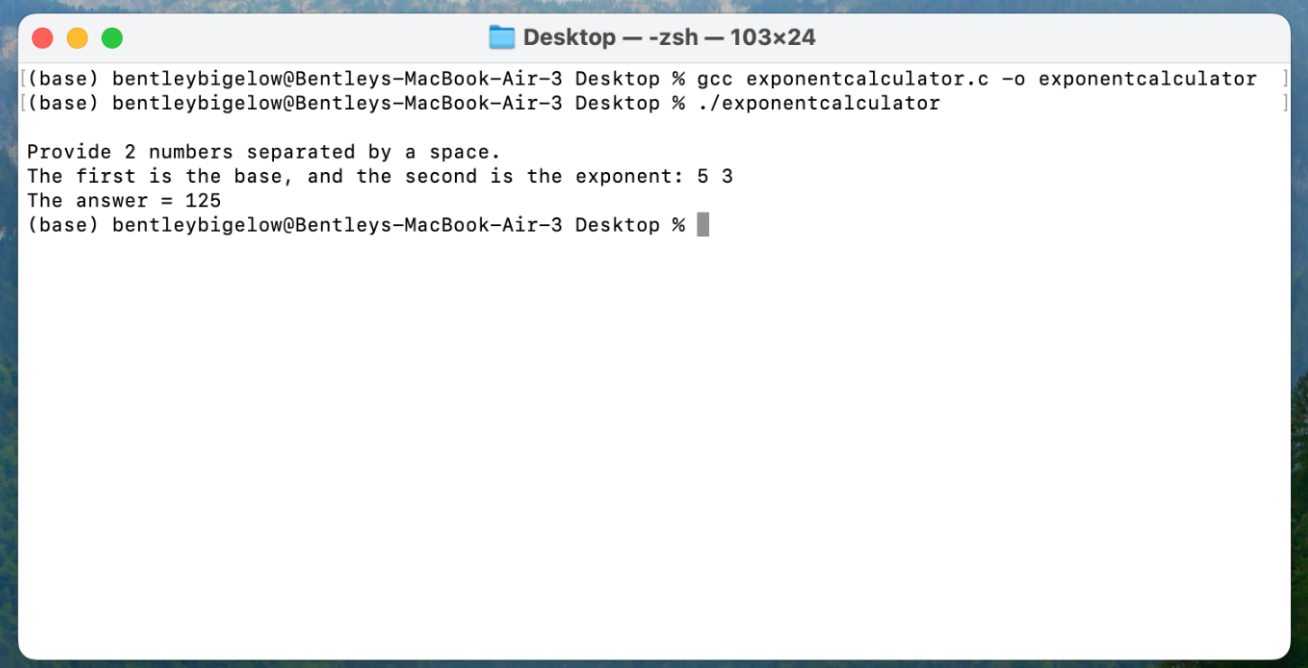 Desktop — -zsh — 103×24
[(base) bentleybigelow@Bentleys-MacBook-Air-3 Desktop % gcc exponentcalculator.c -o exponentcalculator ]
[(base) bentleybigelow@Bentleys-MacBook-Air-3 Desktop % ./exponentcalculator ]
Provide 2 numbers separated by a space.
The first is the base, and the second is the exponent: 5 3
The answer = 125
(base) bentleybigelow@Bentleys-MacBook-Air-3 Desktop %